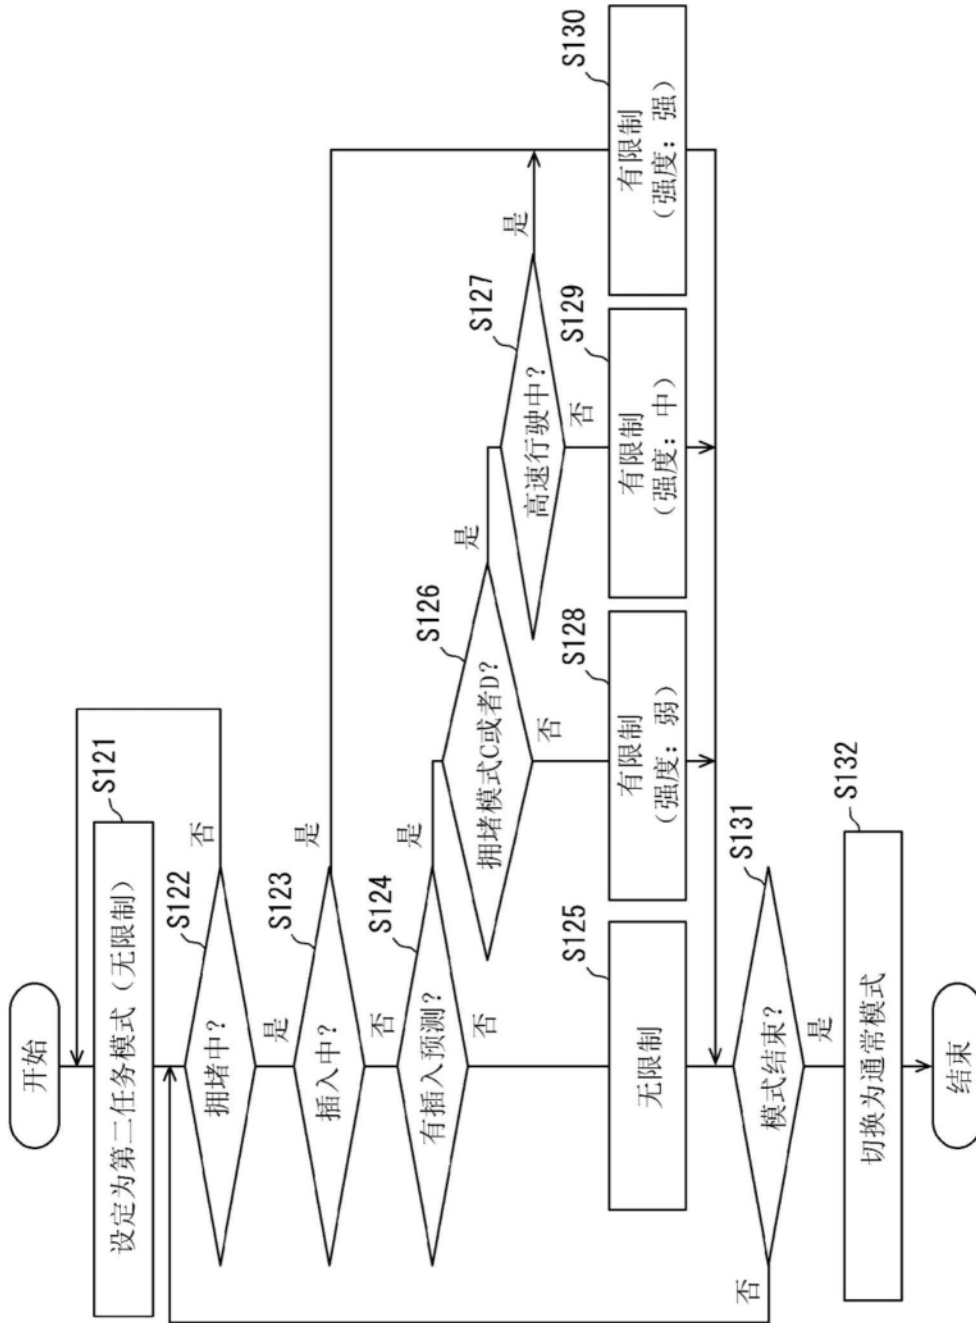 开始
S121
设定为第二任务模式（无限制）
S122
拥堵中？
否
是
S123
插入中？
是
否
S124
有插入预测？
是
否
S126
拥堵模式C或者D？
是
否
S127
高速行驶中？
是
否
S125
无限制
S128
有限制
（强度：弱）
S129
有限制
（强度：中）
S130
有限制
（强度：强）
S131
模式结束？
否
是
S132
切换为通常模式
结束